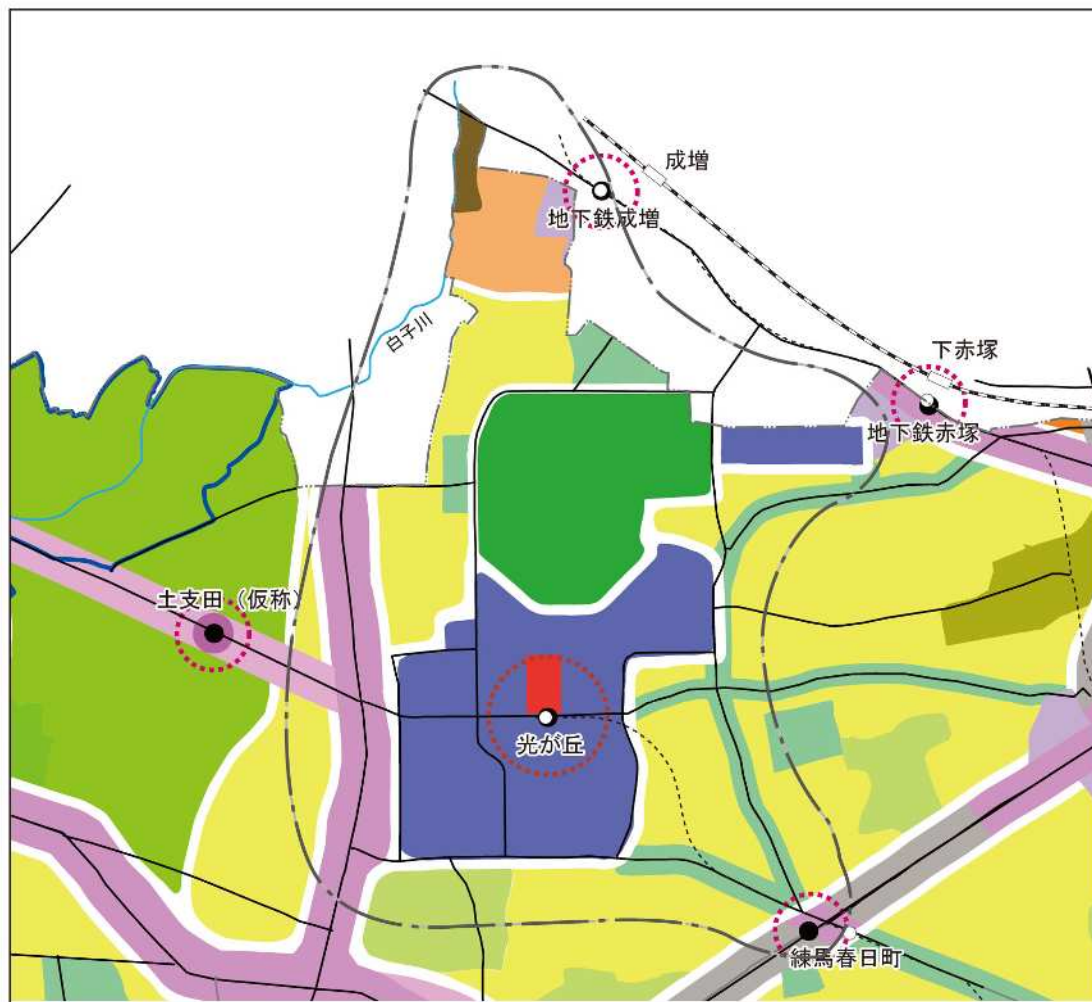 成増
地下鉄成増
白子川
下赤塚
地下鉄赤塚
土支田（仮称）
光が丘
練馬春日町